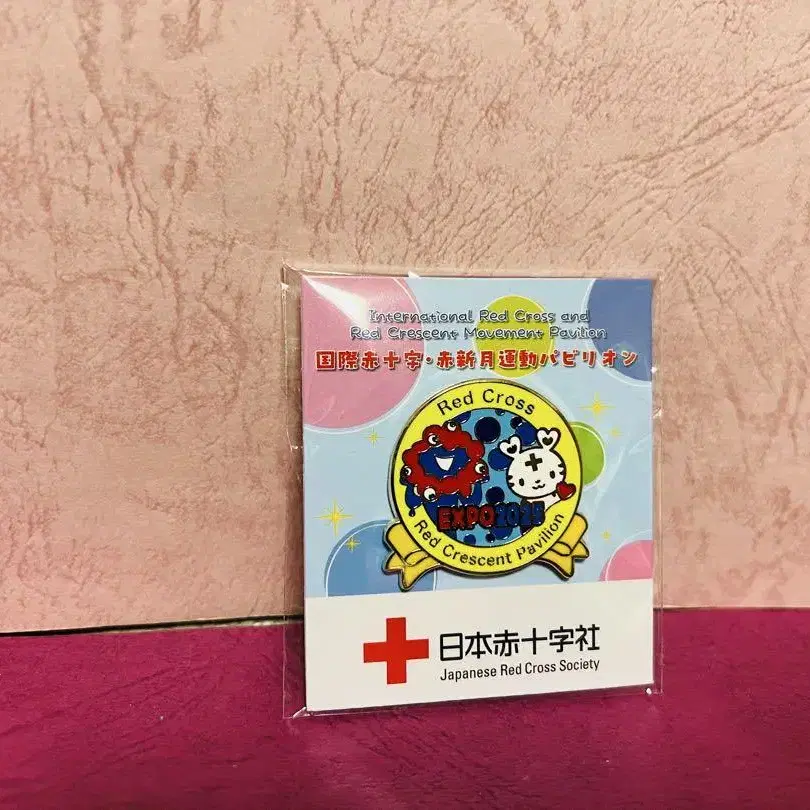 International Red Cross and
Red Crescent Movement Pavilion
国際赤十字・赤新月運動パビリオン
Red Cross
EXPO2025
Red Crescent Pavilion
日本赤十字社
Japanese Red Cross Society